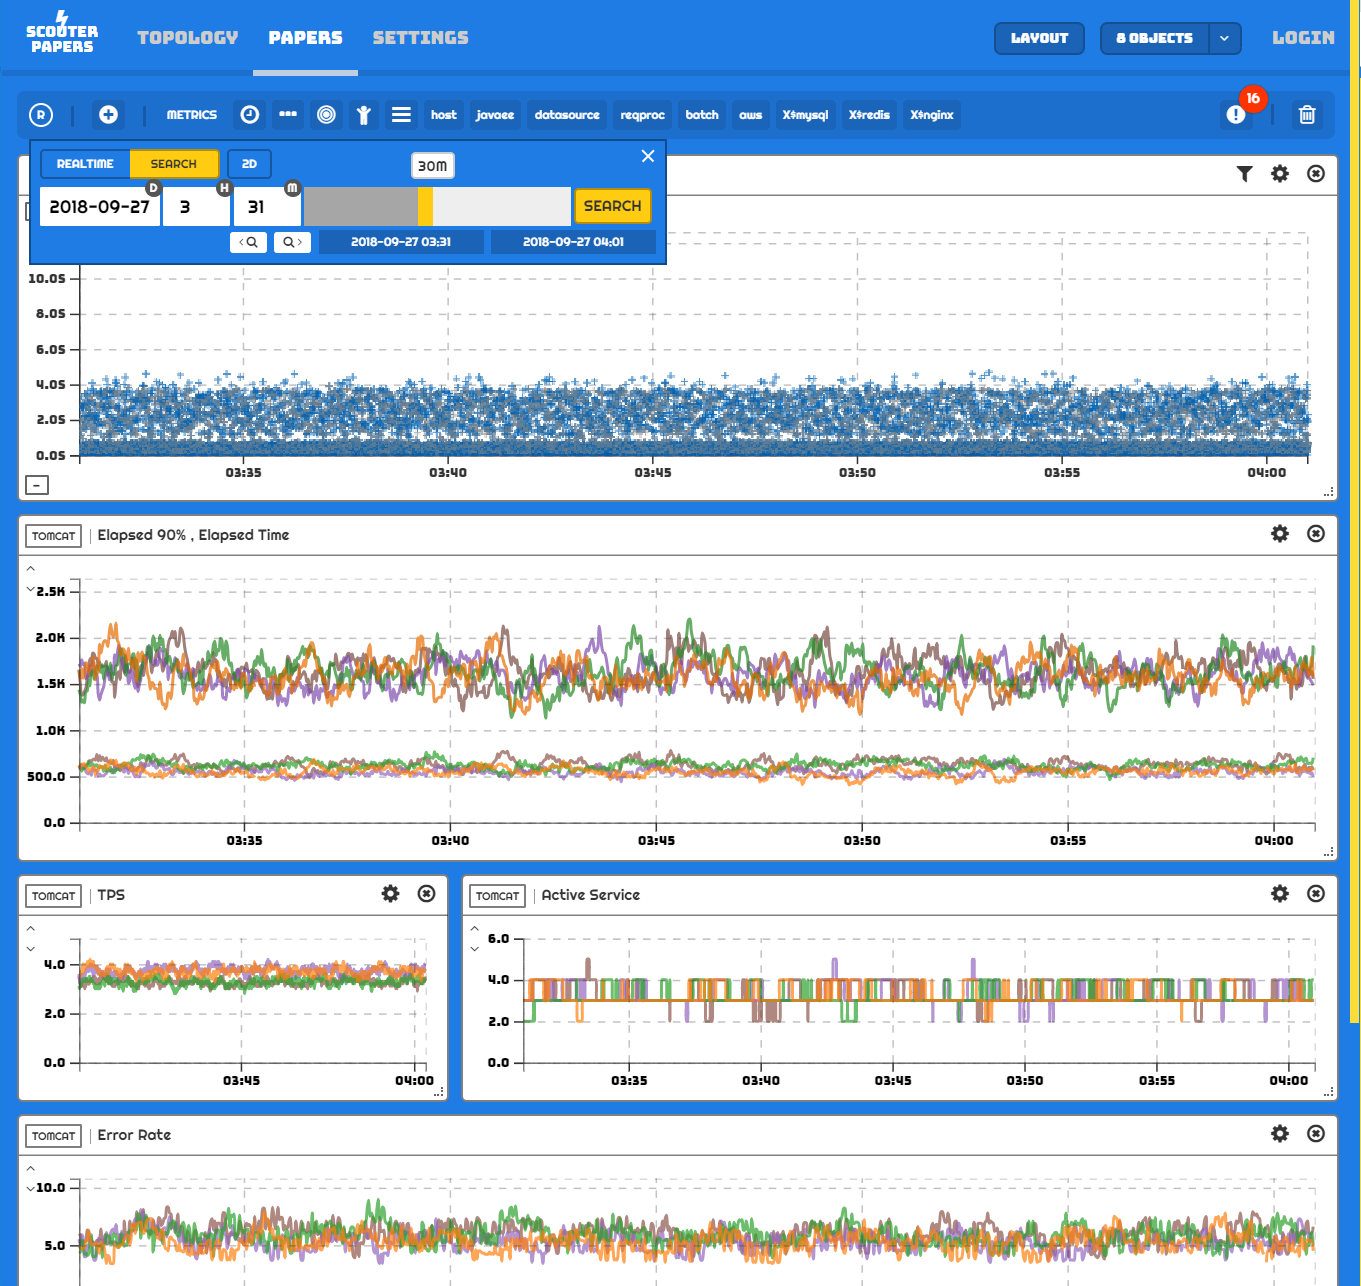 SCOUTER
PAPERS
TOPOLOGY PAPERS SETTINGS
LAYOUT 8 OBJECTS LOGIN
R METRICS host javaee datasource reqproc batch aws X$mysql X$redis X$nginx 16
REALTIME SEARCH 2D 30M
D H M
2018-09-27 3 31 SEARCH
2018-09-27 03:31 2018-09-27 04:01
10.0S
8.0S
6.0S
4.0S
2.0S
0.0S
03:35 03:40 03:45 03:50 03:55 04:00
TOMCAT | Elapsed 90% , Elapsed Time
2.5K
2.0K
1.5K
1.0K
500.0
0.0
03:35 03:40 03:45 03:50 03:55 04:00
TOMCAT | TPS
4.0
2.0
0.0
03:45 04:00
TOMCAT | Active Service
6.0
4.0
2.0
0.0
03:35 03:40 03:45 03:50 03:55 04:00
TOMCAT | Error Rate
10.0
5.0